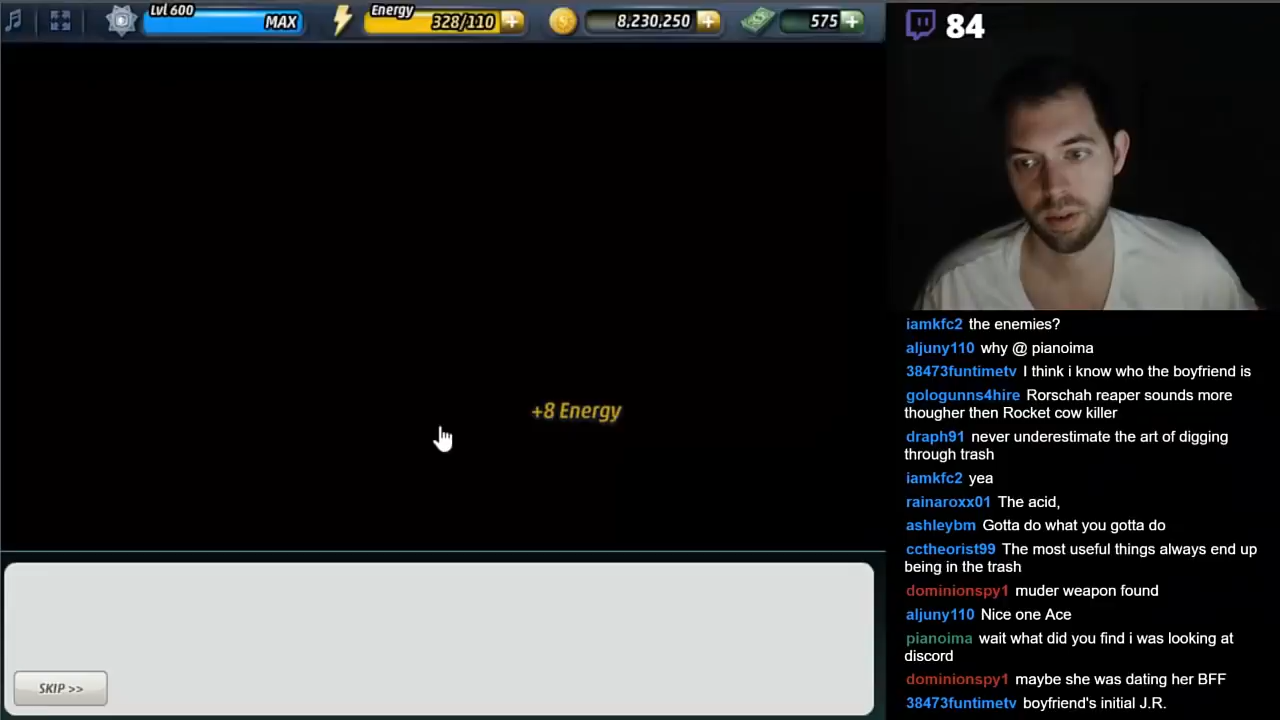 Lvl 600
MAX
Energy
328/110
8,230,250
575
84
+8 Energy
SKIP >>
iamkfc2 the enemies?
aljuny110 why @ pianoima
38473funtimetv I think i know who the boyfriend is
gologunns4hire Rorschah reaper sounds more
thougher then Rocket cow killer
draph91 never underestimate the art of digging
through trash
iamkfc2 yea
rainaroxx01 The acid,
ashleybm Gotta do what you gotta do
cctheorist99 The most useful things always end up
being in the trash
dominionspy1 muder weapon found
aljuny110 Nice one Ace
pianoima wait what did you find i was looking at
discord
dominionspy1 maybe she was dating her BFF
38473funtimetv boyfriend's initial J.R.